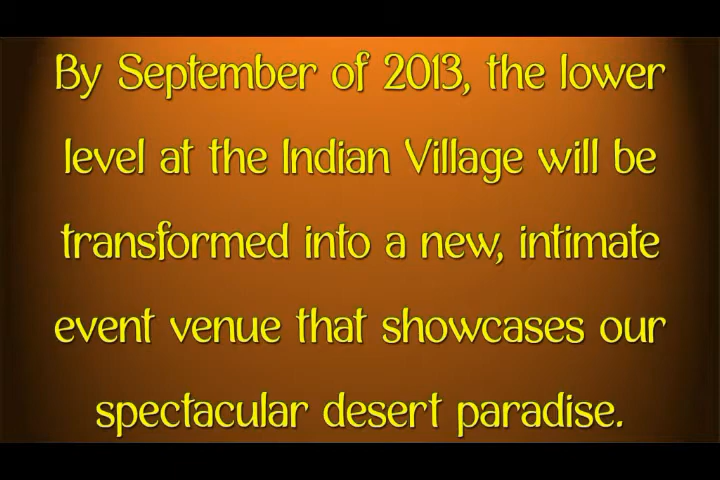 By September of 2013, the lower
level at the Indian Village will be
transformed into a new, intimate
event venue that showcases our
spectacular desert paradise.